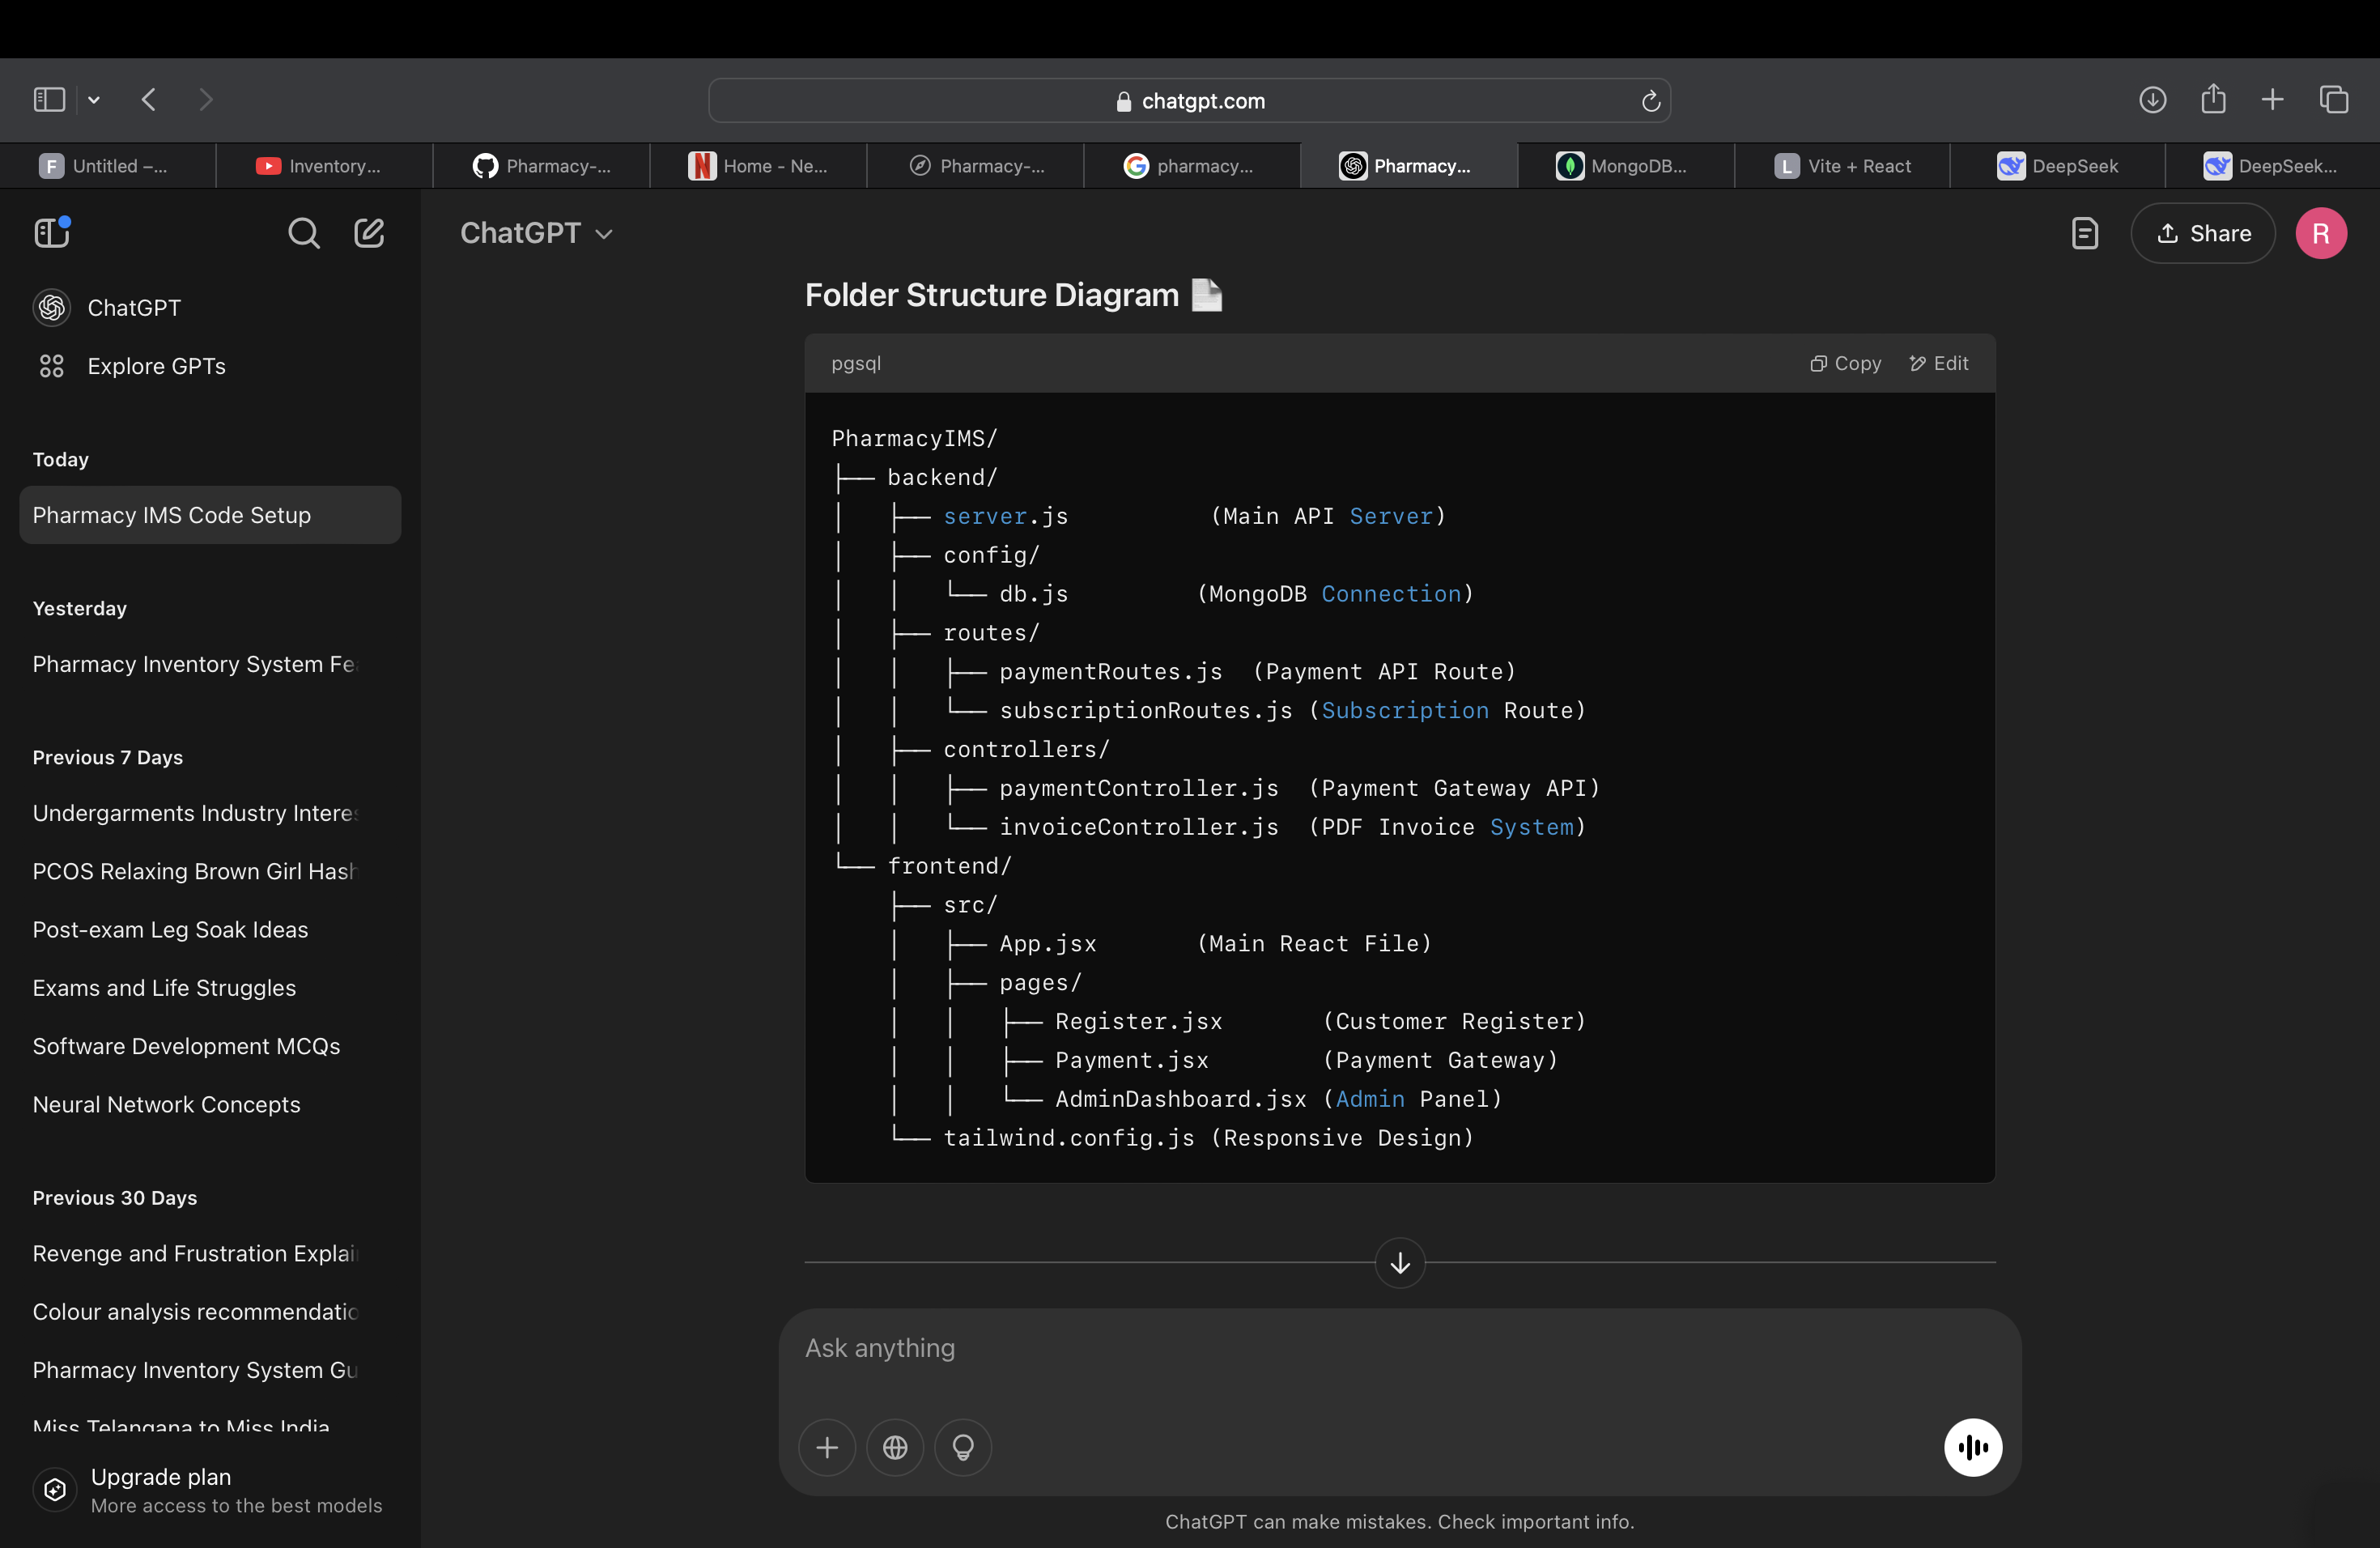 chatgpt.com
F Untitled –...
Inventory...
Pharmacy-...
N Home - Ne...
Pharmacy-...
G pharmacy...
Pharmacy...
MongoDB...
L Vite + React
DeepSeek
DeepSeek...
ChatGPT
Explore GPTs
Today
Pharmacy IMS Code Setup
Yesterday
Pharmacy Inventory System Fe
Previous 7 Days
Undergarments Industry Intere
PCOS Relaxing Brown Girl Hash
Post-exam Leg Soak Ideas
Exams and Life Struggles
Software Development MCQs
Neural Network Concepts
Previous 30 Days
Revenge and Frustration Explai
Colour analysis recommendatio
Pharmacy Inventory System Gu
Miss Telangana to Miss India
Upgrade plan
More access to the best models
ChatGPT
Share
R
Folder Structure Diagram
pgsql
Copy Edit
PharmacyIMS/
├── backend/
│   ├── server.js          (Main API Server)
│   ├── config/
│   │   └── db.js         (MongoDB Connection)
│   ├── routes/
│   │   ├── paymentRoutes.js  (Payment API Route)
│   │   └── subscriptionRoutes.js (Subscription Route)
│   ├── controllers/
│   │   ├── paymentController.js  (Payment Gateway API)
│   │   └── invoiceController.js  (PDF Invoice System)
└── frontend/
    ├── src/
    │   ├── App.jsx       (Main React File)
    │   ├── pages/
    │   │   ├── Register.jsx       (Customer Register)
    │   │   ├── Payment.jsx        (Payment Gateway)
    │   │   └── AdminDashboard.jsx (Admin Panel)
    └── tailwind.config.js (Responsive Design)
Ask anything
ChatGPT can make mistakes. Check important info.